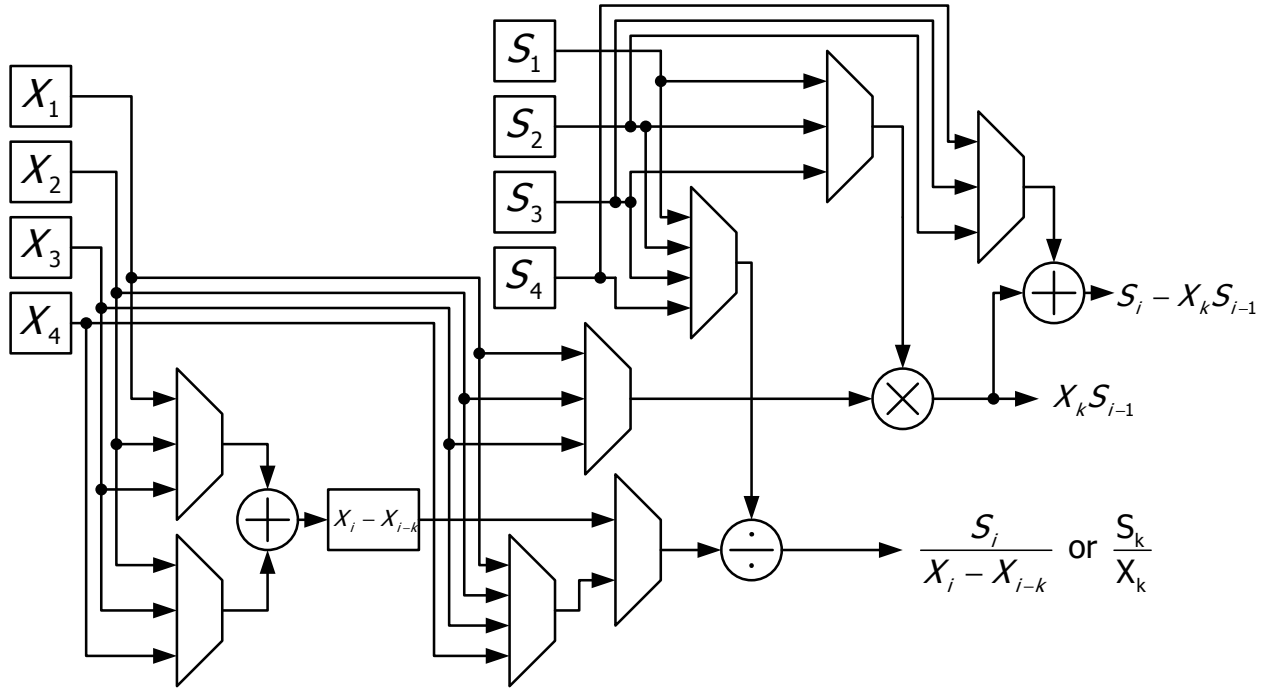 X₁
X₂
X₃
X₄
S₁
S₂
S₃
S₄
Xᵢ − Xᵢ₋ₖ
Sᵢ − XₖSᵢ₋₁
XₖSᵢ₋₁
Sᵢ / (Xᵢ − Xᵢ₋ₖ) or Sₖ / Xₖ